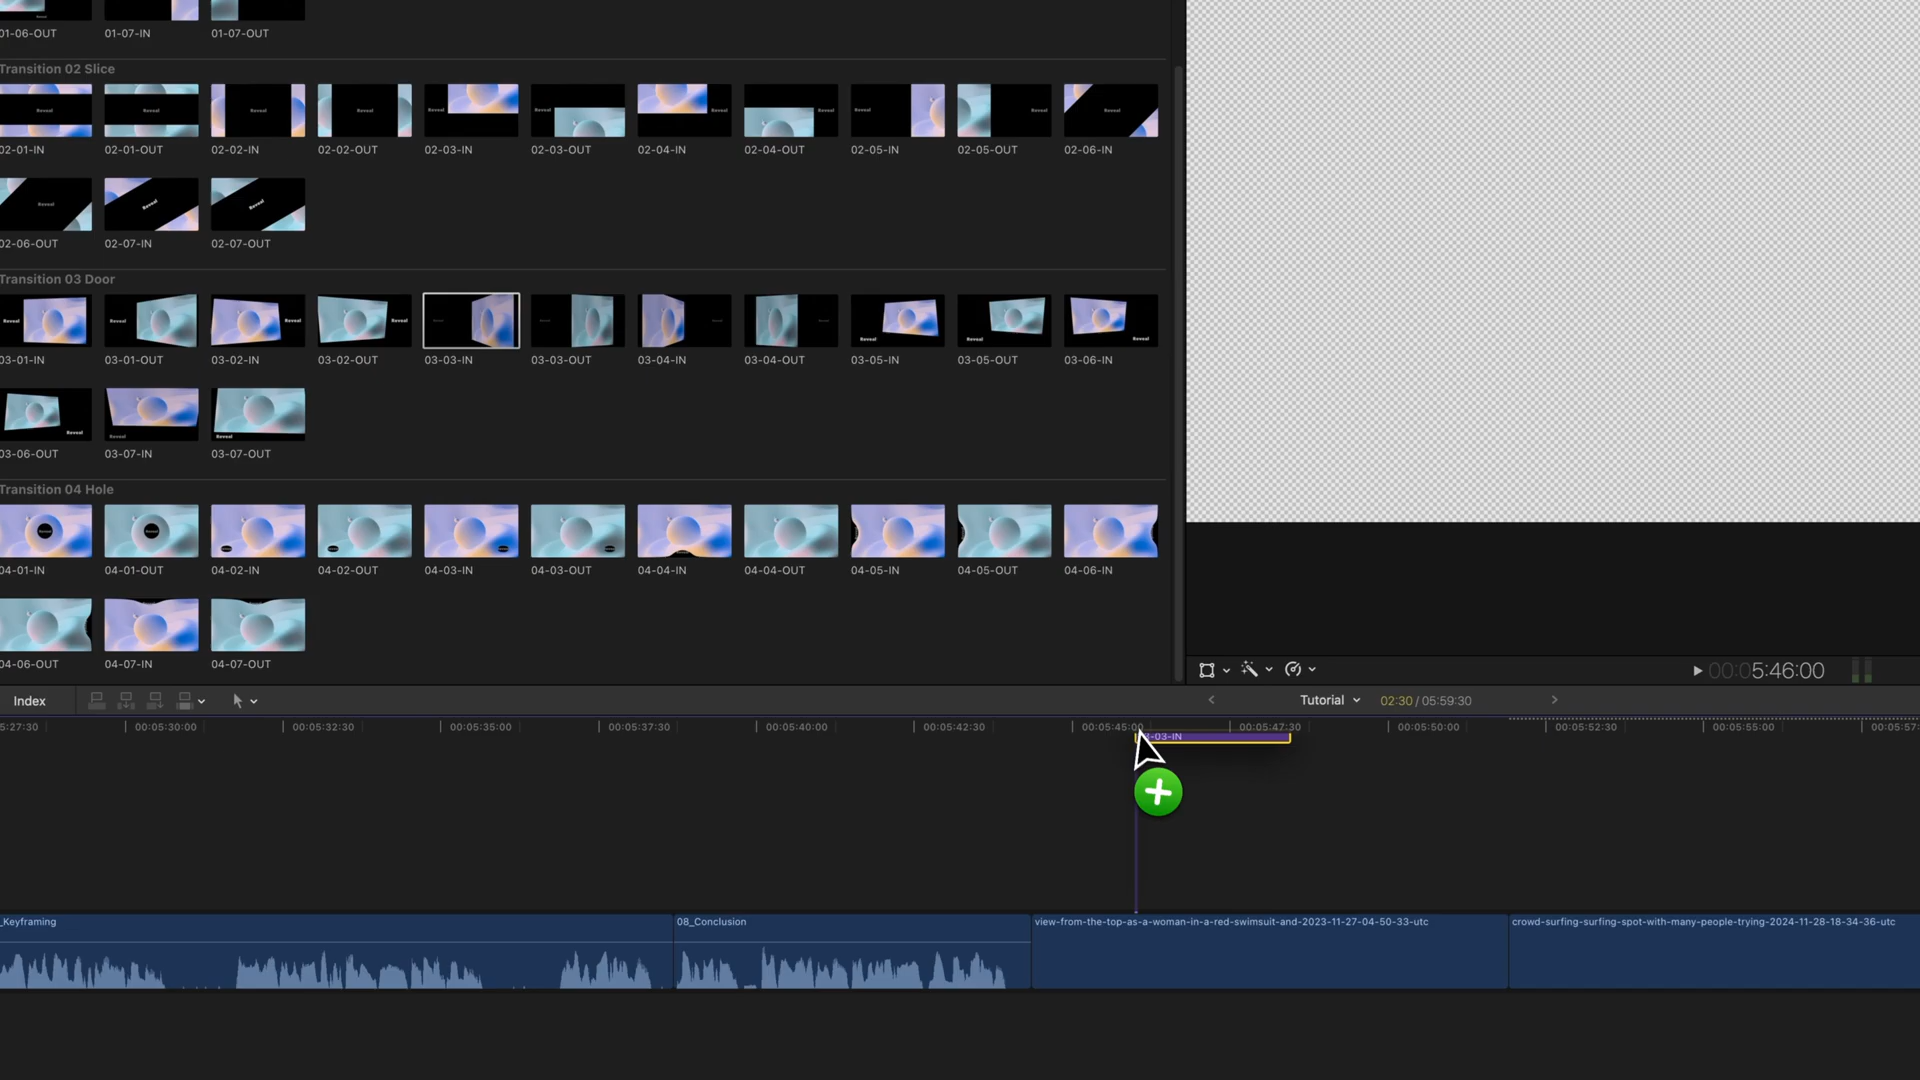 01-06-OUT 01-07-IN 01-07-OUT
Transition 02 Slice
Reveal Reveal Reveal Reveal Reveal Reveal Reveal Reveal Reveal Reveal Reveal
02-01-IN 02-01-OUT 02-02-IN 02-02-OUT 02-03-IN 02-03-OUT 02-04-IN 02-04-OUT 02-05-IN 02-05-OUT 02-06-IN
Reveal Reveal Reveal
02-06-OUT 02-07-IN 02-07-OUT
Transition 03 Door
Reveal Reveal Reveal Reveal Reveal Reveal Reveal
03-01-IN 03-01-OUT 03-02-IN 03-02-OUT 03-03-IN 03-03-OUT 03-04-IN 03-04-OUT 03-05-IN 03-05-OUT 03-06-IN
Reveal Reveal Reveal
03-06-OUT 03-07-IN 03-07-OUT
Transition 04 Hole
Reveal Reveal
04-01-IN 04-01-OUT 04-02-IN 04-02-OUT 04-03-IN 04-03-OUT 04-04-IN 04-04-OUT 04-05-IN 04-05-OUT 04-06-IN
04-06-OUT 04-07-IN 04-07-OUT
00:05:46:00
Index Tutorial 02:30 / 05:59:30
5:27:30 00:05:30:00 00:05:32:30 00:05:35:00 00:05:37:30 00:05:40:00 00:05:42:30 00:05:45:00 00:05:47:30 00:05:50:00 00:05:52:30 00:05:55:00 00:05:57:
-03-IN
_Keyframing 08_Conclusion view-from-the-top-as-a-woman-in-a-red-swimsuit-and-2023-11-27-04-50-33-utc crowd-surfing-surfing-spot-with-many-people-trying-2024-11-28-18-34-36-utc